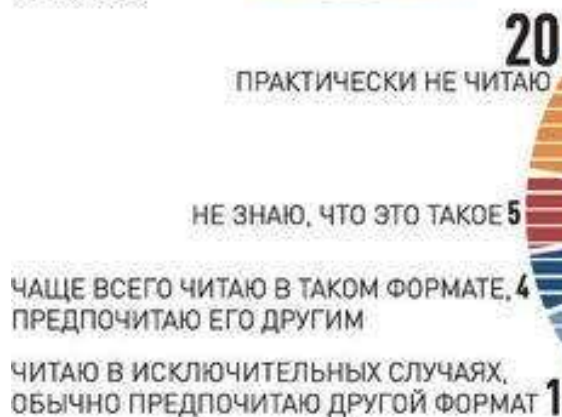 20
ПРАКТИЧЕСКИ НЕ ЧИТАЮ
НЕ ЗНАЮ, ЧТО ЭТО ТАКОЕ 5
ЧАЩЕ ВСЕГО ЧИТАЮ В ТАКОМ ФОРМАТЕ, 4
ПРЕДПОЧИТАЮ ЕГО ДРУГИМ
ЧИТАЮ В ИСКЛЮЧИТЕЛЬНЫХ СЛУЧАЯХ,
ОБЫЧНО ПРЕДПОЧИТАЮ ДРУГОЙ ФОРМАТ 1